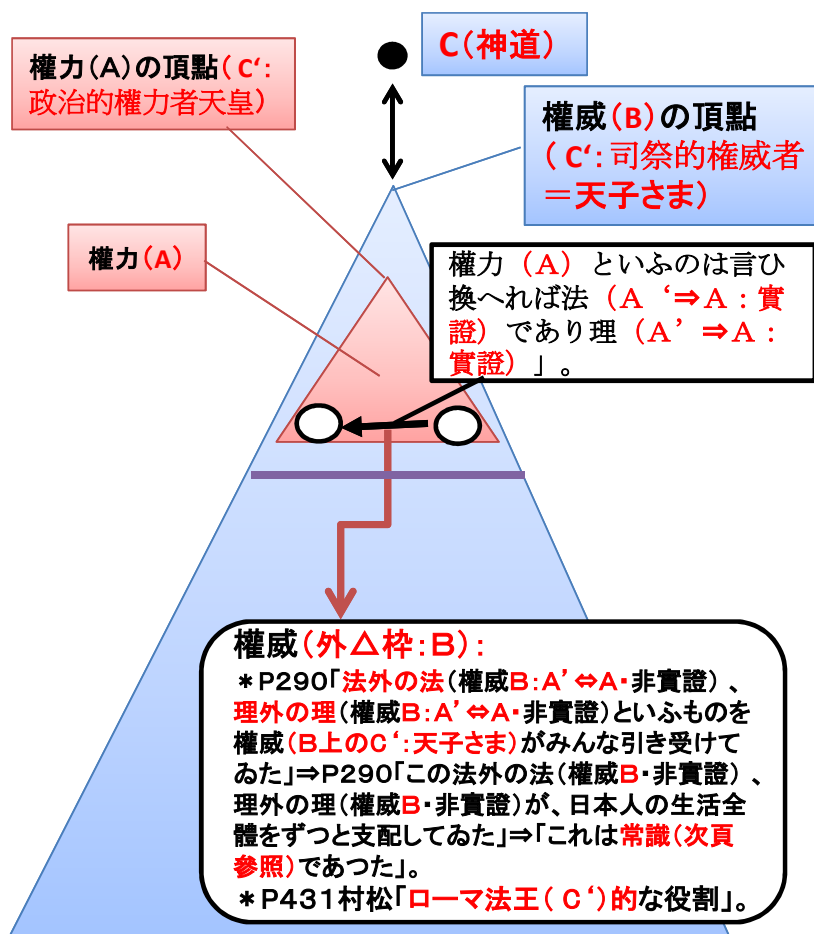 C(神道)
權力(A)の頂點(C‘:
政治的權力者天皇)
權威(B)の頂點
(C‘:司祭的権威者
=天子さま)
權力(A)
權力(A)といふのは言ひ
換へれば法(A‘⇒A:實
證)であり理(A’⇒A:
實證)」。
權威(外△枠:B):
*P290「法外の法(權威B:A’⇔A・非實證)、
理外の理(權威B:A’⇔A・非實證)といふものを
權威(B上のC‘:天子さま)がみんな引き受けて
ゐた」⇒P290「この法外の法(權威B・非實證)、
理外の理(權威B・非實證)が、日本人の生活全
體をずつと支配してゐた」⇒「これは常識(次頁
參照)であつた」。
*P431村松「ローマ法王(C‘)的な役割」。